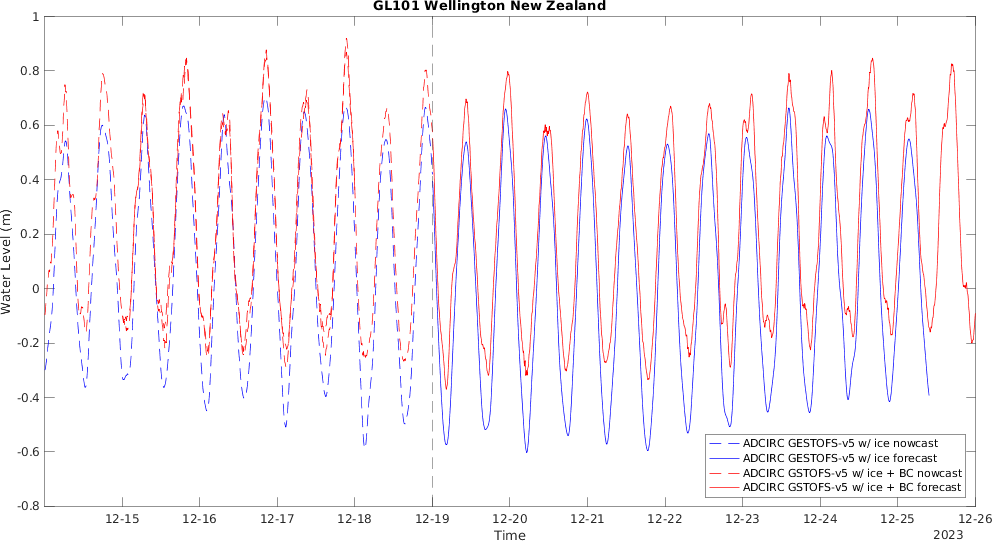 GL101 Wellington New Zealand
1
0.8
0.6
0.4
0.2
0
-0.2
-0.4
-0.6
-0.8
Water Level (m)
12-15 12-16 12-17 12-18 12-19 12-20 12-21 12-22 12-23 12-24 12-25 12-26
Time
2023
ADCIRC GESTOFS-v5 w/ ice nowcast
ADCIRC GESTOFS-v5 w/ ice forecast
ADCIRC GSTOFS-v5 w/ ice + BC nowcast
ADCIRC GSTOFS-v5 w/ ice + BC forecast